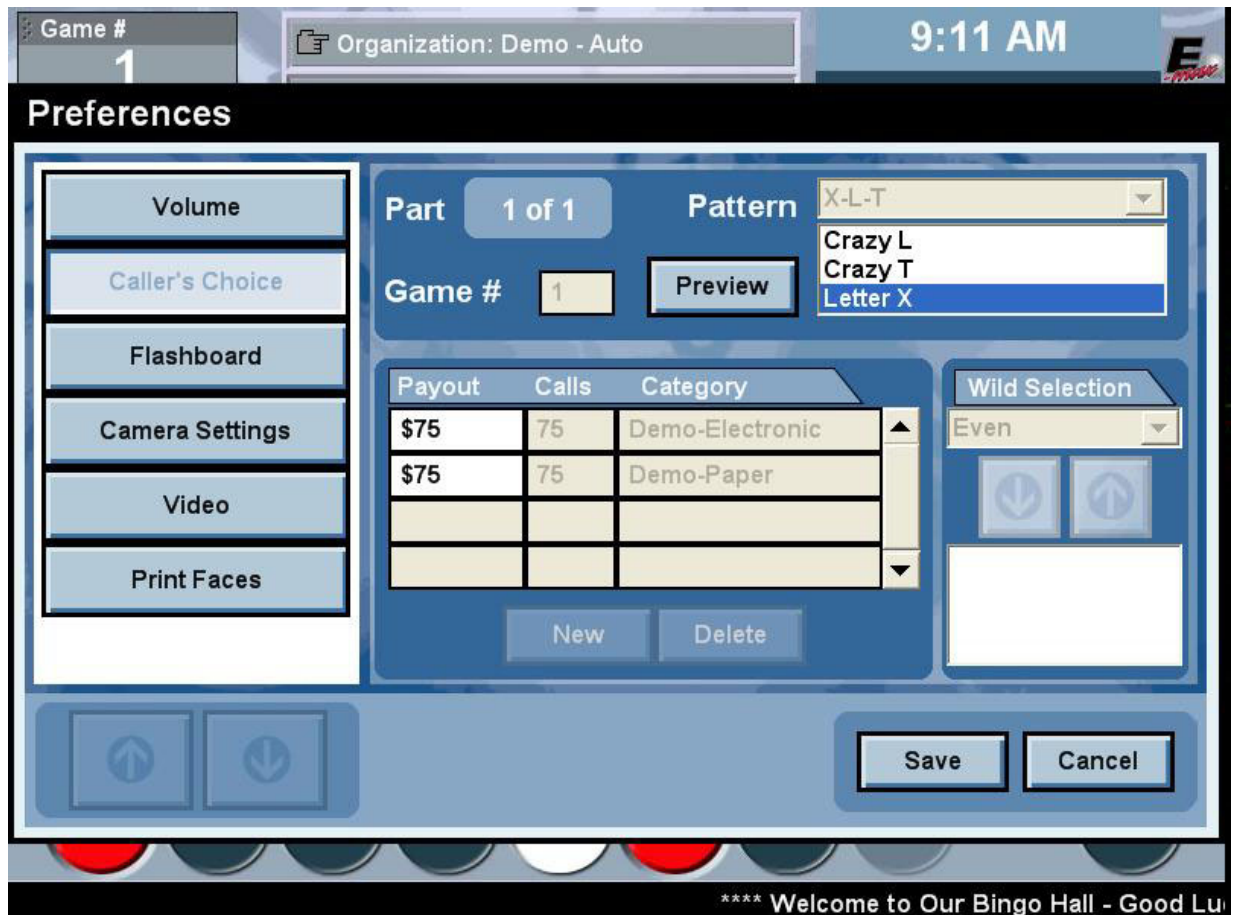 Game #
1
Organization: Demo - Auto
9:11 AM
E
Preferences
Volume
Caller's Choice
Flashboard
Camera Settings
Video
Print Faces
Part 1 of 1
Pattern X-L-T
Crazy L
Crazy T
Letter X
Game # 1
Preview
Payout Calls Category
$75 75 Demo-Electronic
$75 75 Demo-Paper
New Delete
Wild Selection
Even
Save Cancel
**** Welcome to Our Bingo Hall - Good Lu